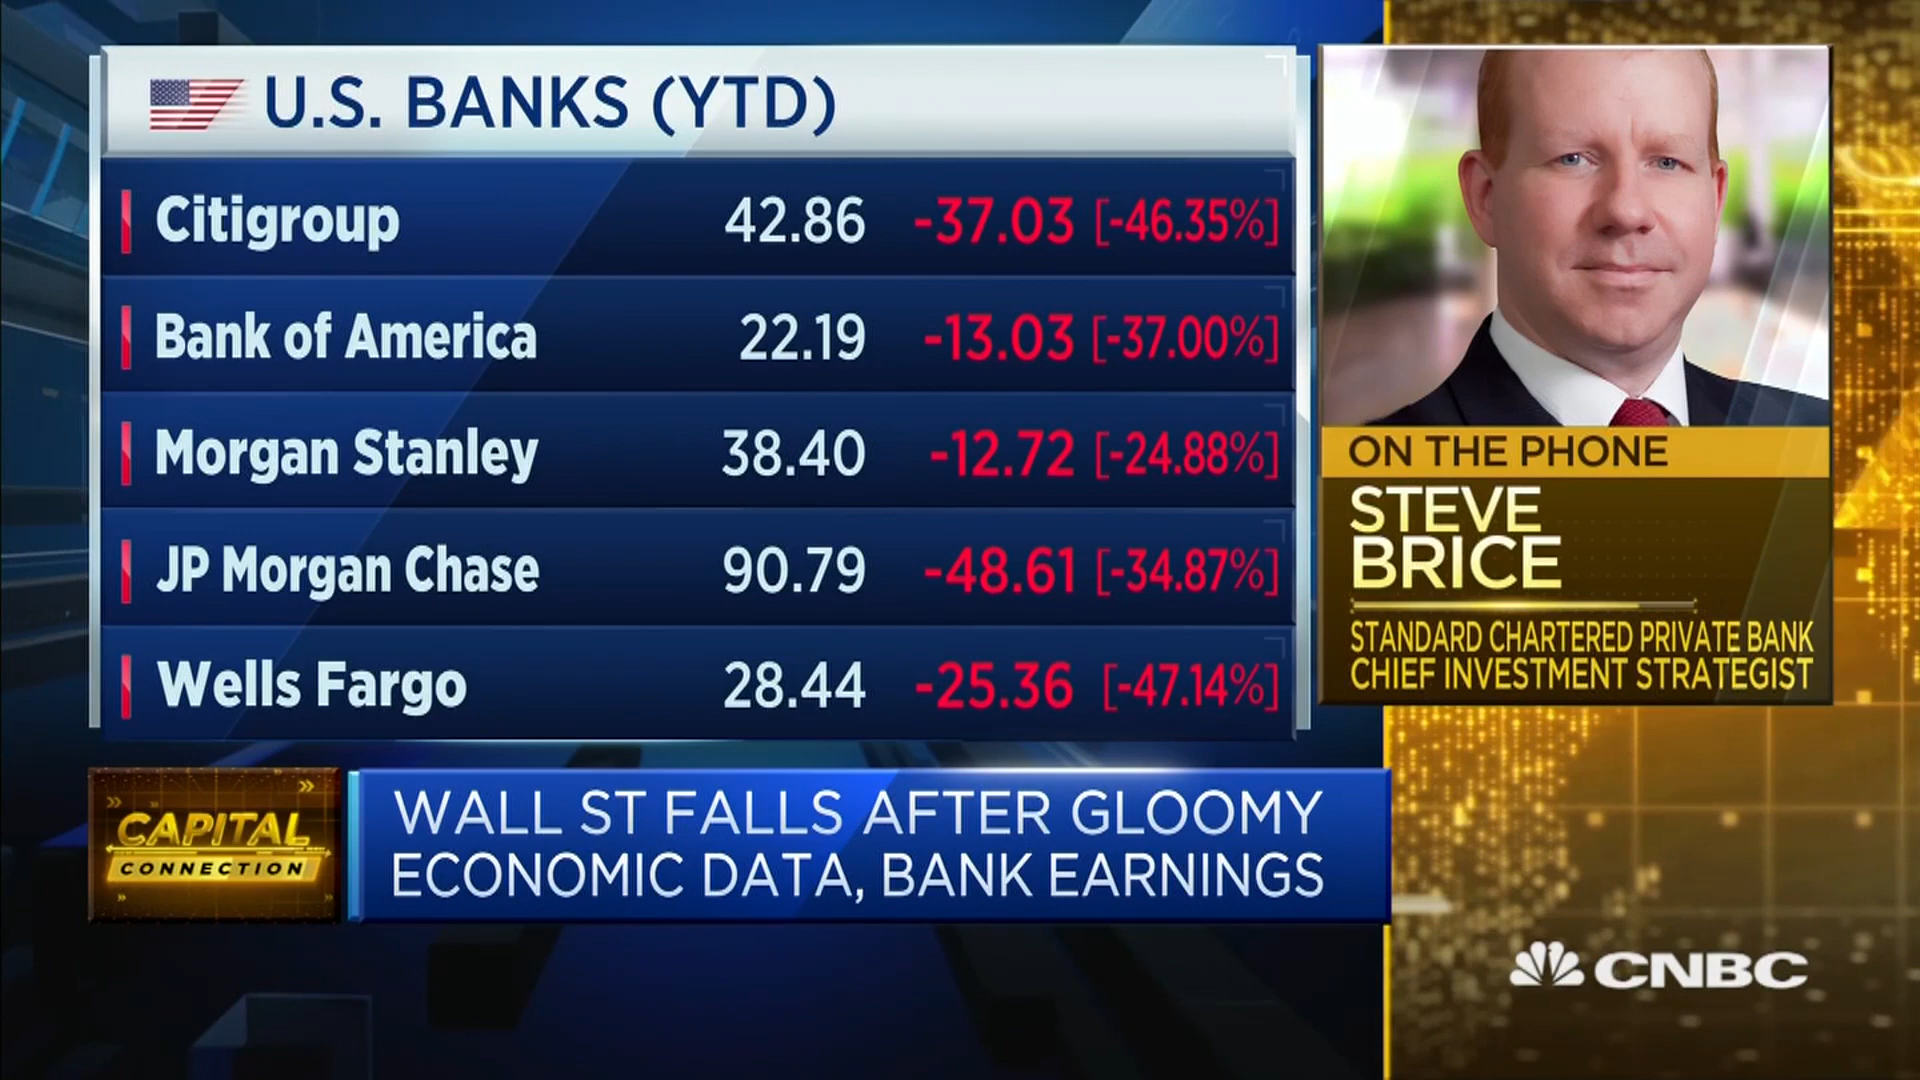 U.S. BANKS (YTD)
Citigroup 42.86 -37.03 [-46.35%]
Bank of America 22.19 -13.03 [-37.00%]
Morgan Stanley 38.40 -12.72 [-24.88%]
JP Morgan Chase 90.79 -48.61 [-34.87%]
Wells Fargo 28.44 -25.36 [-47.14%]
ON THE PHONE
STEVE
BRICE
STANDARD CHARTERED PRIVATE BANK
CHIEF INVESTMENT STRATEGIST
CAPITAL
CONNECTION
WALL ST FALLS AFTER GLOOMY
ECONOMIC DATA, BANK EARNINGS
CNBC